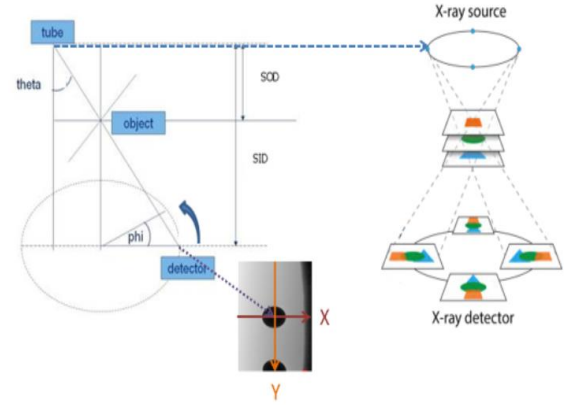 X-ray source
tube
theta
SOD
object
SID
phi
detector
X
X-ray detector
Y